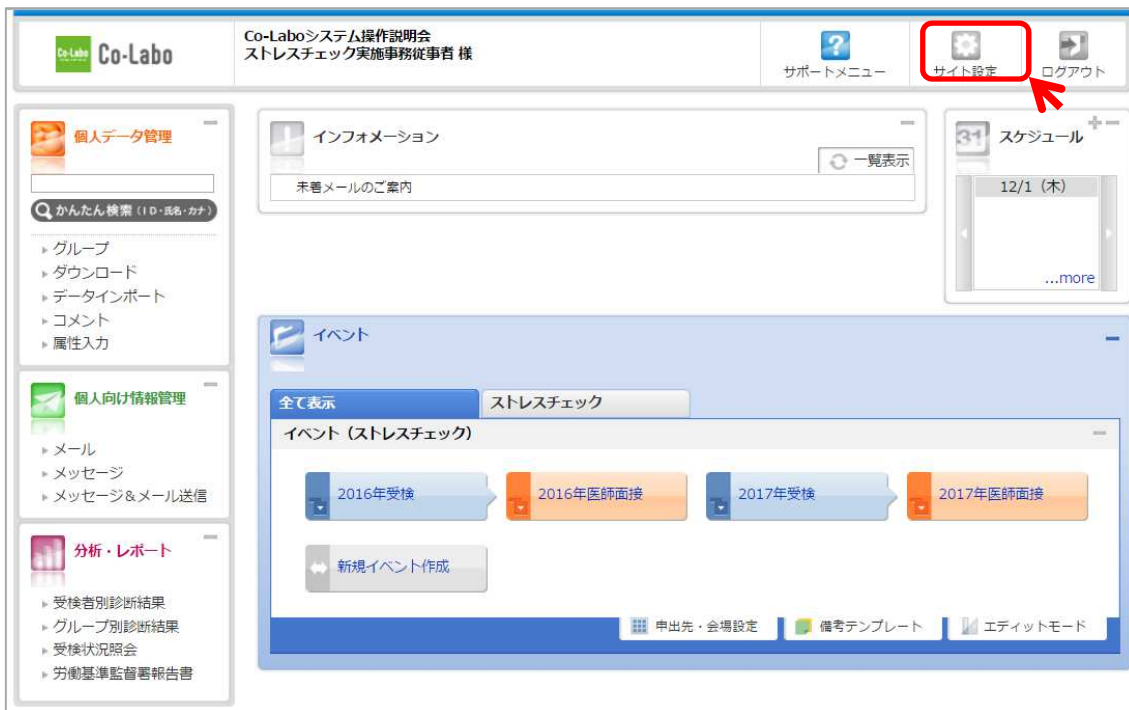 Co-Labo Co-Labo
Co-Laboシステム操作説明会
ストレスチェック実施事務従事者 様
サポートメニュー
サイト設定
ログアウト
個人データ管理
かんたん検索（ID・氏名・カナ）
グループ
ダウンロード
データインポート
コメント
属性入力
個人向け情報管理
メール
メッセージ
メッセージ＆メール送信
分析・レポート
受検者別診断結果
グループ別診断結果
受検状況照会
労働基準監督署報告書
インフォメーション
一覧表示
未着メールのご案内
31 スケジュール
12/1（木）
...more
イベント
全て表示
ストレスチェック
イベント（ストレスチェック）
2016年受検
2016年医師面接
2017年受検
2017年医師面接
新規イベント作成
申出先・会場設定
備考テンプレート
エディットモード